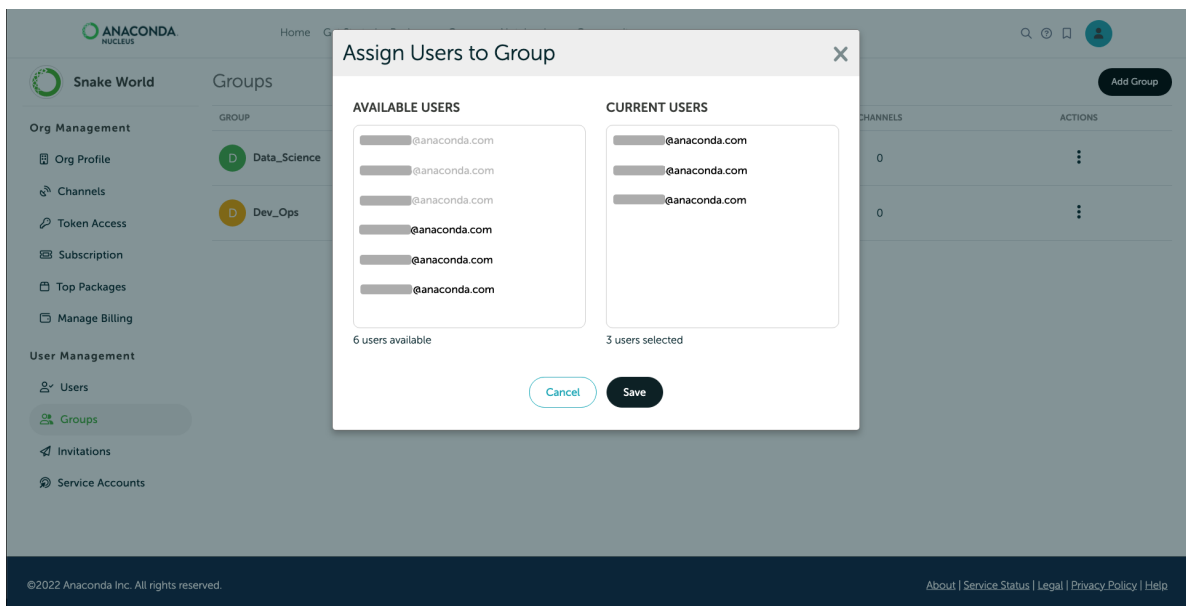 ANACONDA
NUCLEUS
Home G
Snake World
Org Management
Org Profile
Channels
Token Access
Subscription
Top Packages
Manage Billing
User Management
Users
Groups
Invitations
Service Accounts
Groups
Add Group
GROUP
CHANNELS
ACTIONS
D Data_Science
0
D Dev_Ops
0
Assign Users to Group
AVAILABLE USERS
@anaconda.com
@anaconda.com
@anaconda.com
@anaconda.com
@anaconda.com
@anaconda.com
6 users available
CURRENT USERS
@anaconda.com
@anaconda.com
@anaconda.com
3 users selected
Cancel
Save
©2022 Anaconda Inc. All rights reserved.
About | Service Status | Legal | Privacy Policy | Help